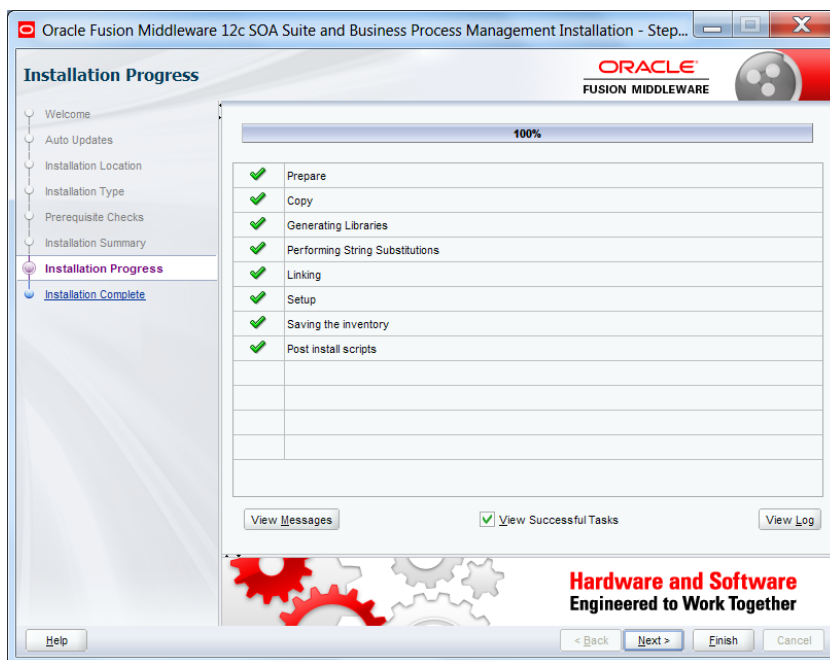 Oracle Fusion Middleware 12c SOA Suite and Business Process Management Installation - Step...
Installation Progress
ORACLE
FUSION MIDDLEWARE
Welcome
Auto Updates
Installation Location
Installation Type
Prerequisite Checks
Installation Summary
Installation Progress
Installation Complete
100%
Prepare
Copy
Generating Libraries
Performing String Substitutions
Linking
Setup
Saving the inventory
Post install scripts
View Messages
View Successful Tasks
View Log
Hardware and Software
Engineered to Work Together
Help
< Back
Next >
Finish
Cancel